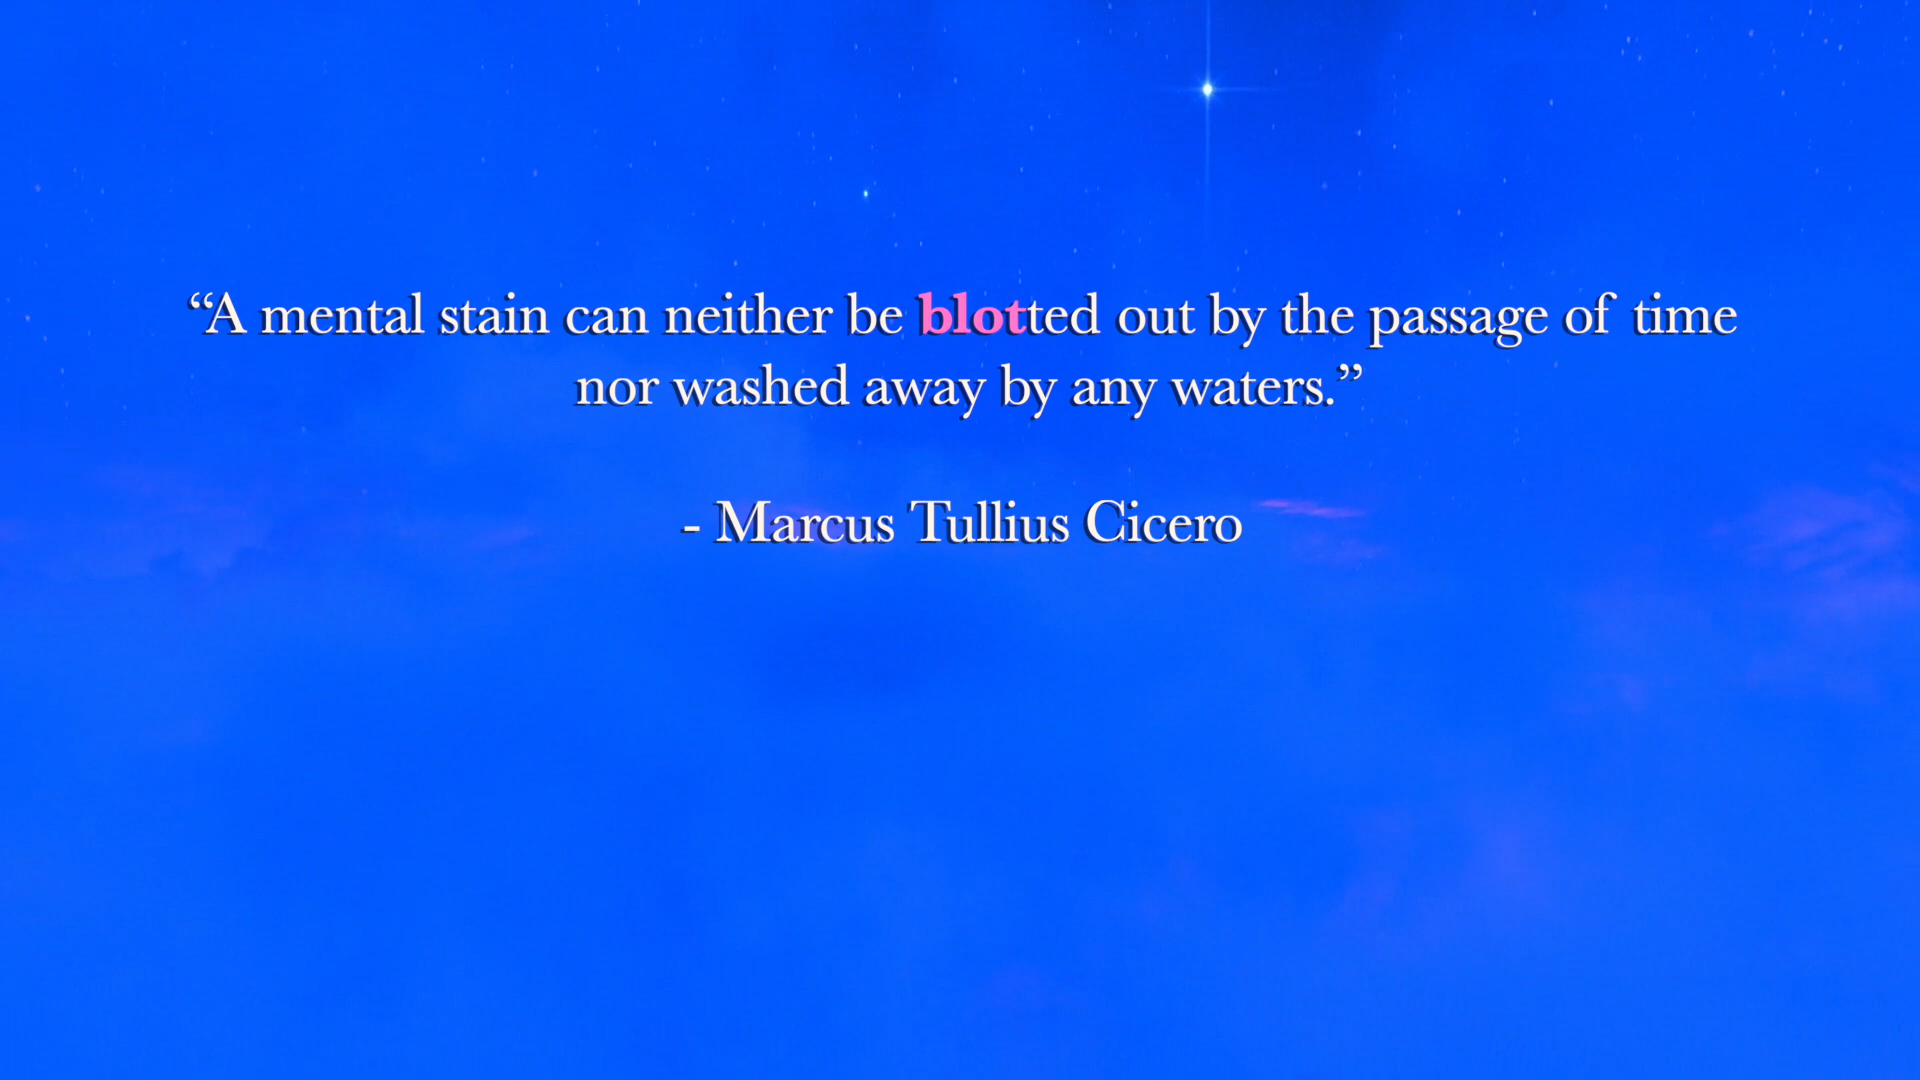 “A mental stain can neither be blotted out by the passage of time
nor washed away by any waters.”
- Marcus Tullius Cicero